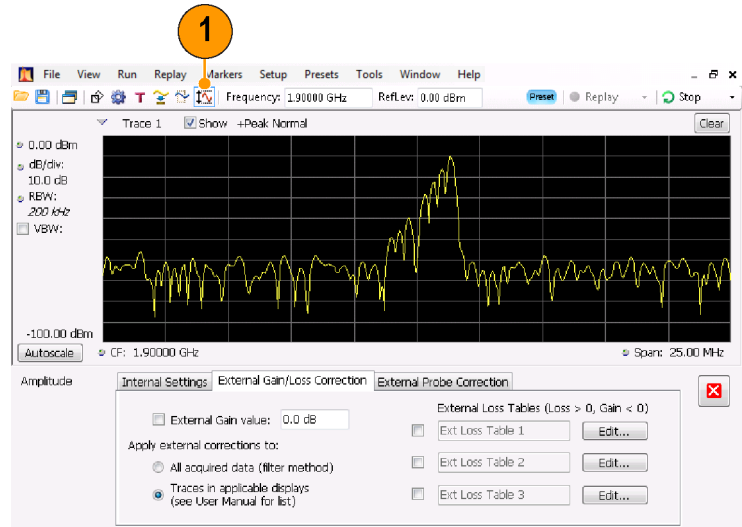 1
File View Run Replay Markers Setup Presets Tools Window Help
T Frequency: 1.90000 GHz RefLev: 0.00 dBm Preset Replay Stop
Trace 1 Show +Peak Normal Clear
0.00 dBm
dB/div:
10.0 dB
RBW:
200 kHz
VBW:
-100.00 dBm
Autoscale CF: 1.90000 GHz Span: 25.00 MHz
Amplitude Internal Settings External Gain/Loss Correction External Probe Correction
External Loss Tables (Loss > 0, Gain < 0)
External Gain value: 0.0 dB
Ext Loss Table 1 Edit...
Apply external corrections to:
All acquired data (filter method)
Ext Loss Table 2 Edit...
Traces in applicable displays
(see User Manual for list)
Ext Loss Table 3 Edit...